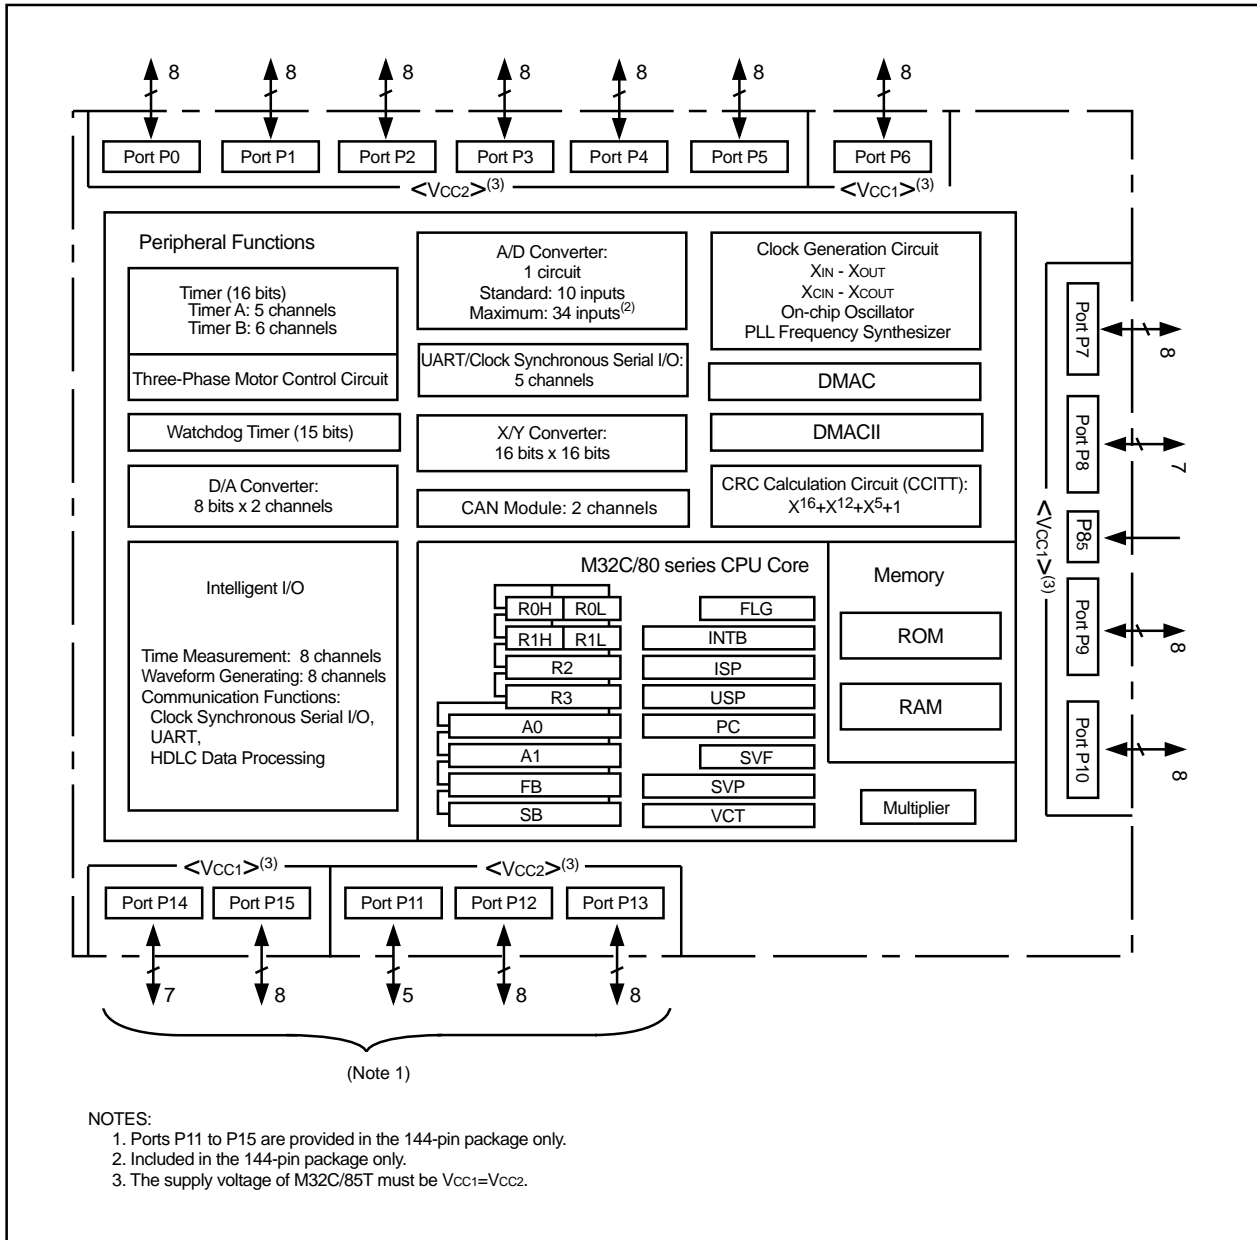 8 8 8 8 8 8 8
Port P0 Port P1 Port P2 Port P3 Port P4 Port P5 Port P6
<VCC2>(3) <VCC1>(3)
Peripheral Functions
Timer (16 bits)
Timer A: 5 channels
Timer B: 6 channels
Three-Phase Motor Control Circuit
Watchdog Timer (15 bits)
D/A Converter:
8 bits x 2 channels
Intelligent I/O
Time Measurement: 8 channels
Waveform Generating: 8 channels
Communication Functions:
Clock Synchronous Serial I/O,
UART,
HDLC Data Processing
A/D Converter:
1 circuit
Standard: 10 inputs
Maximum: 34 inputs(2)
UART/Clock Synchronous Serial I/O:
5 channels
X/Y Converter:
16 bits x 16 bits
CAN Module: 2 channels
Clock Generation Circuit
XIN - XOUT
XCIN - XCOUT
On-chip Oscillator
PLL Frequency Synthesizer
DMAC
DMACII
CRC Calculation Circuit (CCITT):
X16+X12+X5+1
M32C/80 series CPU Core
R0H R0L
R1H R1L
R2
R3
A0
A1
FB
SB
FLG
INTB
ISP
USP
PC
SVF
SVP
VCT
Memory
ROM
RAM
Multiplier
Port P7
8
Port P8
7
P85
<VCC1>(3)
Port P9
8
Port P10
8
<VCC1>(3) <VCC2>(3)
Port P14 Port P15 Port P11 Port P12 Port P13
7 8 5 8 8
(Note 1)
NOTES:
1. Ports P11 to P15 are provided in the 144-pin package only.
2. Included in the 144-pin package only.
3. The supply voltage of M32C/85T must be VCC1=VCC2.